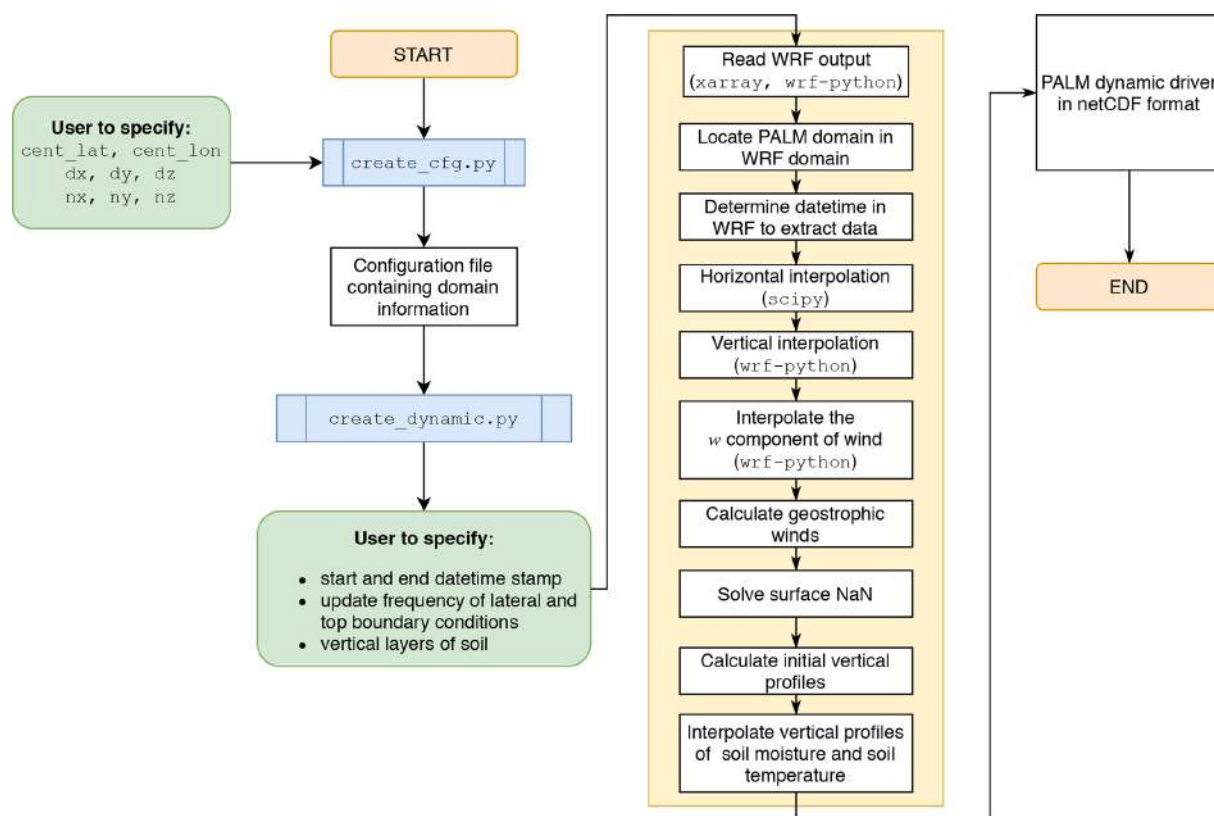 START
User to specify:
cent_lat, cent_lon
dx, dy, dz
nx, ny, nz
create_cfg.py
Configuration file
containing domain
information
create_dynamic.py
User to specify:
• start and end datetime stamp
• update frequency of lateral and
top boundary conditions
• vertical layers of soil
Read WRF output
(xarray, wrf-python)
Locate PALM domain in
WRF domain
Determine datetime in
WRF to extract data
Horizontal interpolation
(scipy)
Vertical interpolation
(wrf-python)
Interpolate the
w component of wind
(wrf-python)
Calculate geostrophic
winds
Solve surface NaN
Calculate initial vertical
profiles
Interpolate vertical profiles
of soil moisture and soil
temperature
PALM dynamic driver
in netCDF format
END